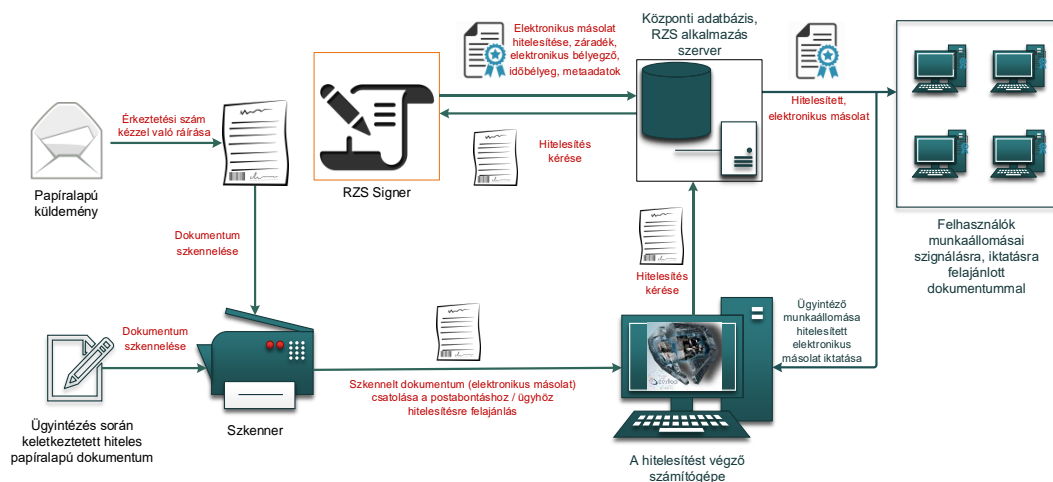 Elektronikus másolat
hitelesítése, záradék,
elektronikus bélyegző,
időbélyeg, metaadatok
Központi adatbázis,
RZS alkalmazás
szerver
Hitelesített,
elektronikus másolat
Érkeztetési szám
kézzel való ráírása
Hitelesítés
kérése
Papíralapú
küldemény
RZS Signer
Felhasználók
munkaállomásai
szignálásra, iktatásra
felajánlott
dokumentummal
Dokumentum
szkennelése
Hitelesítés
kérése
Ügyintéző
munkaállomása
hitelesített
elektronikus
másolat iktatása
Dokumentum
szkennelése
Szkennelt dokumentum (elektronikus másolat)
csatolása a postabontáshoz / ügyhöz
hitelesítésre felajánlás
Ügyintézés során
keletkeztetett hiteles
papíralapú dokumentum
Szkenner
A hitelesítést végző
számítógépe